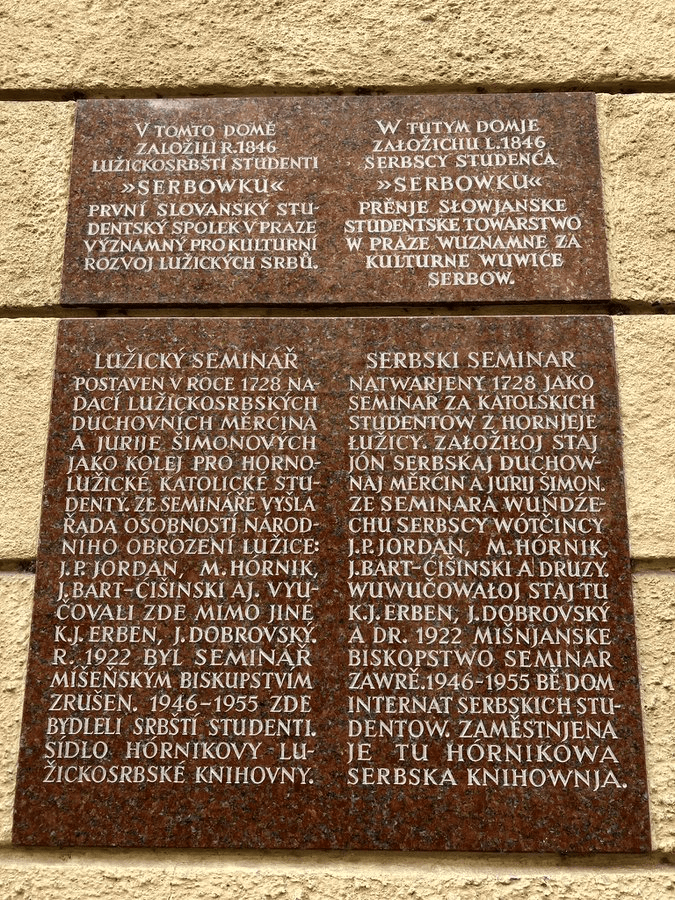 V TOMTO DOMĚ
ZALOŽILI R.1846
LUŽICKOSRBŠTÍ STUDENTI
»SERBOWKU«
PRVNÍ SLOVANSKÝ STU-
DENTSKÝ SPOLEK V PRAZE
VÝZNAMNÝ PRO KULTURNÍ
ROZVOJ LUŽICKÝCH SRBŮ.
W TUTYM DOMJE
ZAŁOŽICHU L.1846
SERBSCY STUDENĆA
»SERBOWKU«
PRĚNJE SŁOWJANSKE
STUDENTSKE TOWARSTWO
W PRAZE WUZNAMNE ZA
KULTURNE WUWIĆE
SERBOW.
LUŽICKÝ SEMINÁŘ
POSTAVEN V ROCE 1728 NA-
DACÍ LUŽICKOSRBSKÝCH
DUCHOVNÍCH MĚRĆINA
A JURIJE ŠIMONOVÝCH
JAKO KOLEJ PRO HORNO-
LUŽICKÉ KATOLICKÉ STU-
DENTY. ZE SEMINÁŘE VYŠLA
ŘADA OSOBNOSTÍ NÁROD-
NÍHO OBROZENÍ LUŽICE:
J.P.JORDAN, M.HÓRNIK,
J.BART-ĆIŠINSKI AJ. VYU-
ČOVALI ZDE MIMO JINÉ
K.J.ERBEN, J.DOBROVSKÝ.
R. 1922 BYL SEMINÁŘ
MÍŠEŇSKÝM BISKUPSTVÍM
ZRUŠEN. 1946-1955 ZDE
BYDLELI SRBŠTÍ STUDENTI.
SÍDLO HÓRNIKOVY LU-
ŽICKOSRBSKÉ KNIHOVNY.
SERBSKI SEMINAR
NATWARJENY 1728 JAKO
SEMINAR ZA KATOLSKICH
STUDENTOW Z HORNJEJE
ŁUŽICY. ZAŁOŽIŁOJ STAJ
JÓN SERBSKAJ DUCHOW-
NAJ MĚRĆIN A JURIJ ŠIMON.
ZE SEMINARA WUŃDŹE-
CHU SERBSCY WÓTČINCY
J.P.JORDAN, M.HÓRNIK,
J.BART-ĆIŠINSKI A DRUZY.
WUWUČOWAŁOJ STAJ TU
K.J.ERBEN, J.DOBROVSKÝ
A DR. 1922 MIŠNJANSKE
BISKOPSTWO SEMINAR
ZAWRĚ.1946-1955 BĚ DOM
INTERNAT SERBSKICH STU-
DENTOW. ZAMĚSTNJENA
JE TU HÓRNIKOWA
SERBSKA KNIHOWNJA.